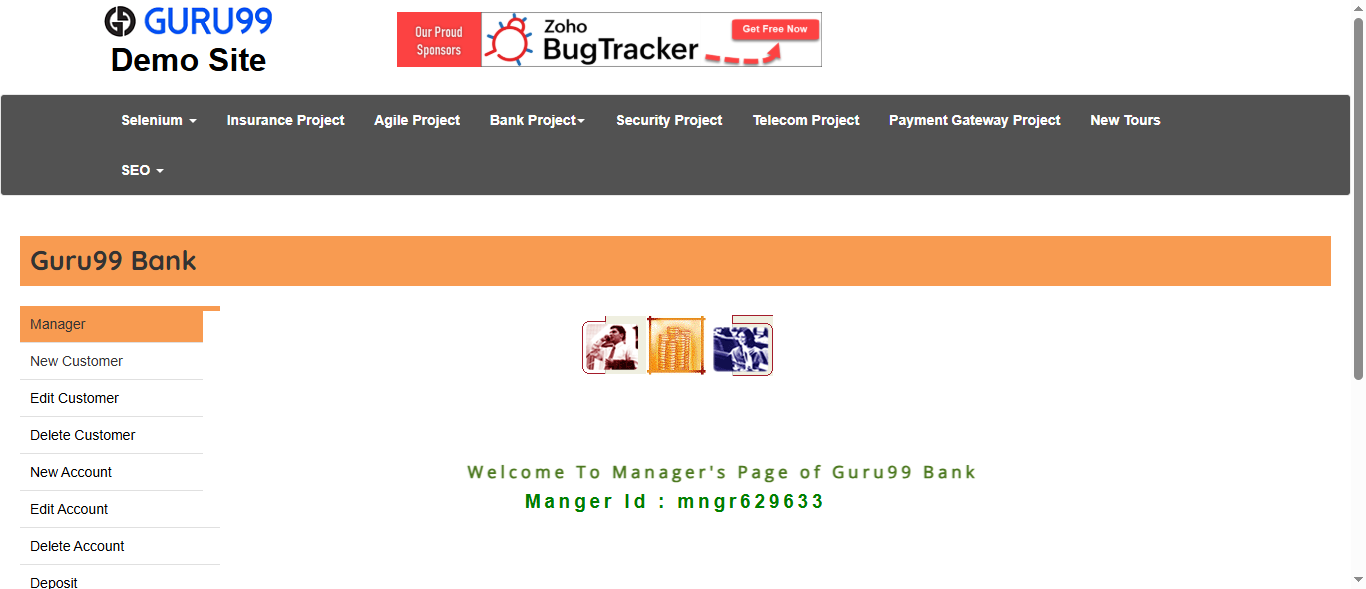 GURU99
Demo Site
Our Proud
Sponsors
Zoho
BugTracker
Get Free Now
Selenium
Insurance Project
Agile Project
Bank Project
Security Project
Telecom Project
Payment Gateway Project
New Tours
SEO
Guru99 Bank
Manager
New Customer
Edit Customer
Delete Customer
New Account
Edit Account
Delete Account
Deposit
Welcome To Manager's Page of Guru99 Bank
Manger Id : mngr629633